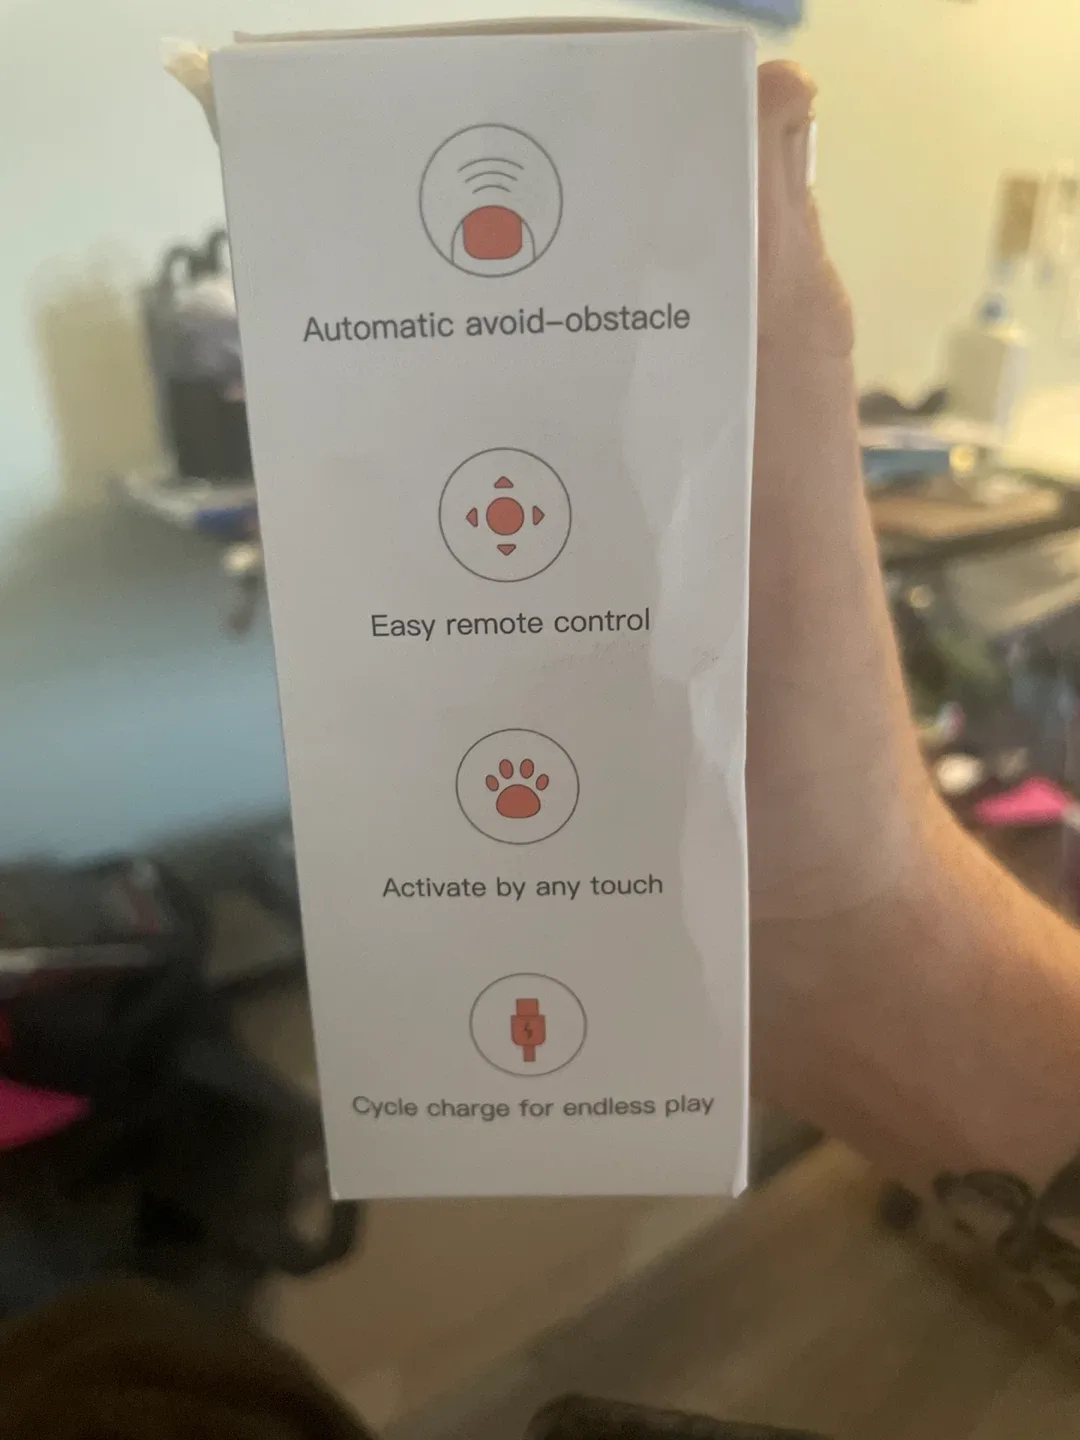 Automatic avoid-obstacle
Easy remote control
Activate by any touch
Cycle charge for endless play